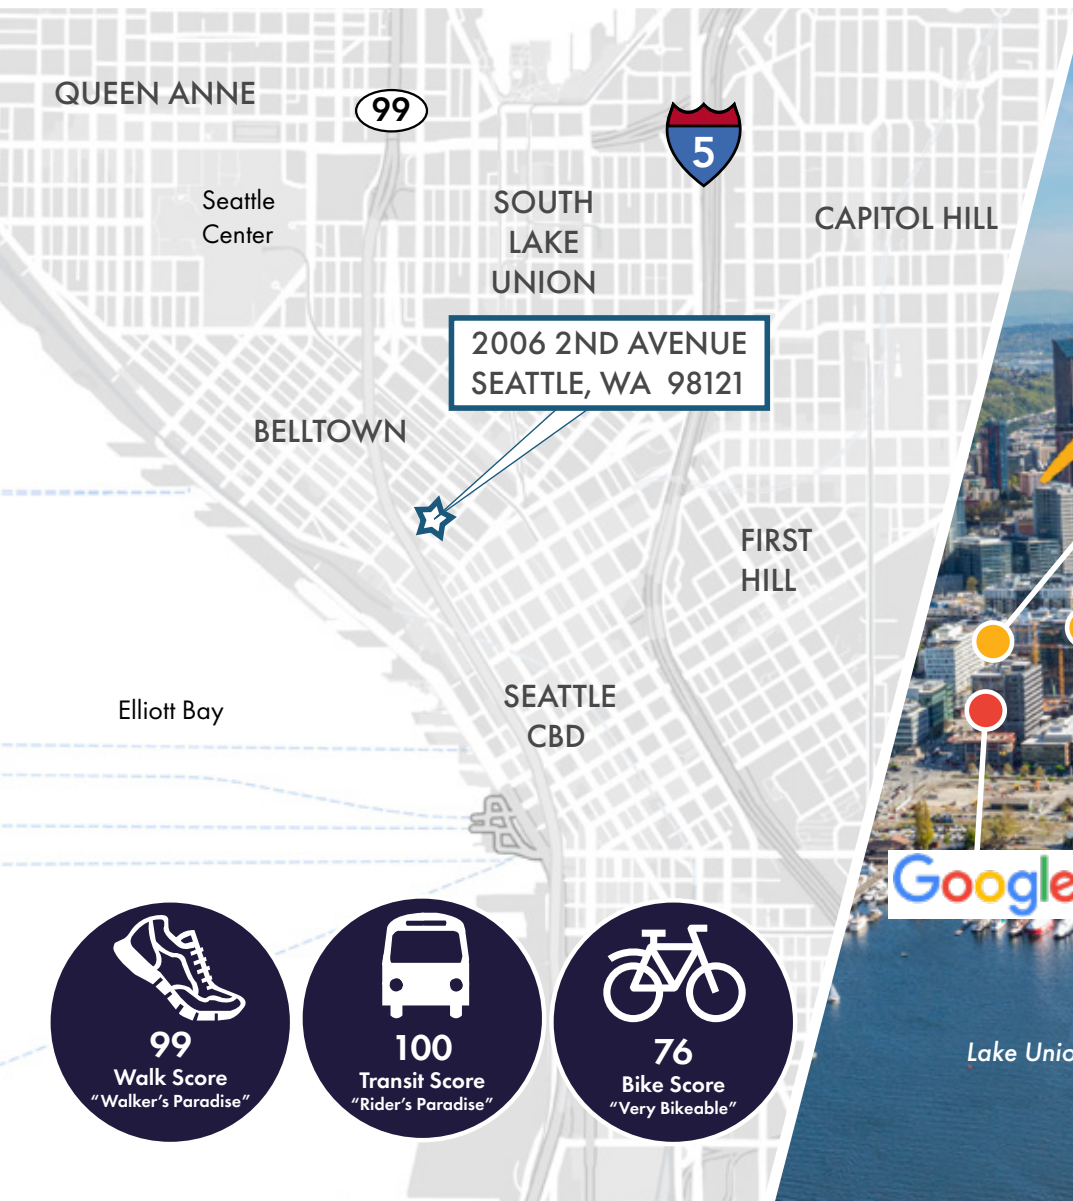 QUEEN ANNE
99
5
Seattle
Center
SOUTH
LAKE
UNION
CAPITOL HILL
2006 2ND AVENUE
SEATTLE, WA 98121
BELLTOWN
FIRST
HILL
Elliott Bay
SEATTLE
CBD
Google
99
Walk Score
"Walker's Paradise"
100
Transit Score
"Rider's Paradise"
76
Bike Score
"Very Bikeable"
Lake Unio